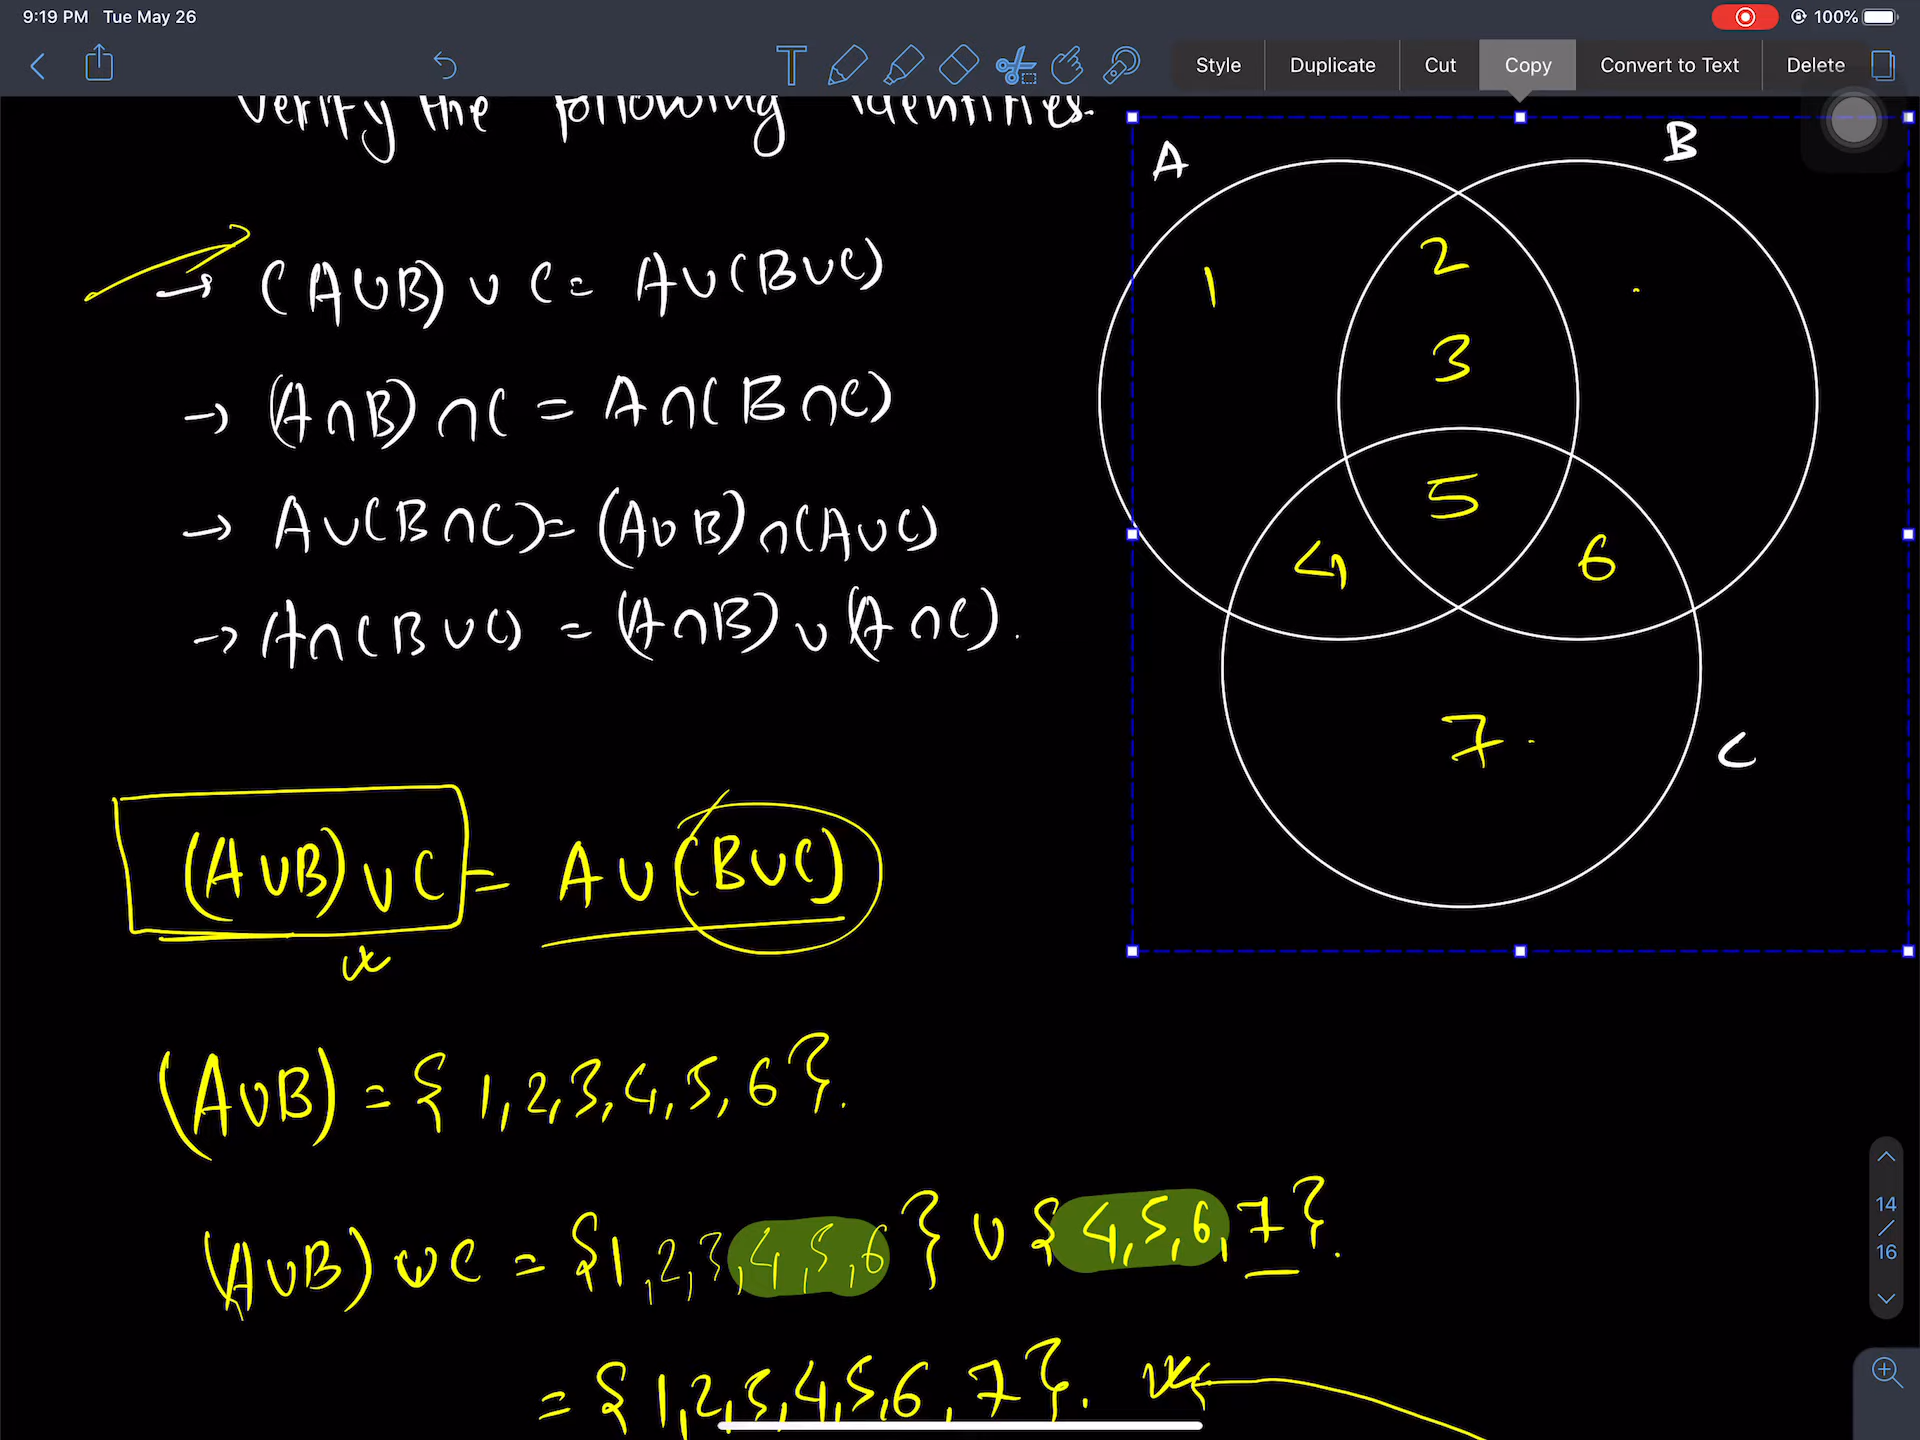 9:19 PM Tue May 26
100%
Style Duplicate Cut Copy Convert to Text Delete
Verify the following identities.
→ (A∪B) ∪ C = A∪(B∪C)
→ (A∩B) ∩C = A∩(B∩C)
→ A∪(B∩C) = (A∪B)∩(A∪C)
→ A∩(B∪C) = (A∩B) ∪ (A∩C).
A
B
1
2
3
5
4
6
7
C
(A∪B) ∪ C = A∪(B∪C)
(A∪B) = { 1,2,3,4,5,6}.
(A∪B) ∪C = {1,2,3,4,5,6} ∪ {4,5,6,7}.
= {1,2,3,4,5,6,7}.
14
/
16